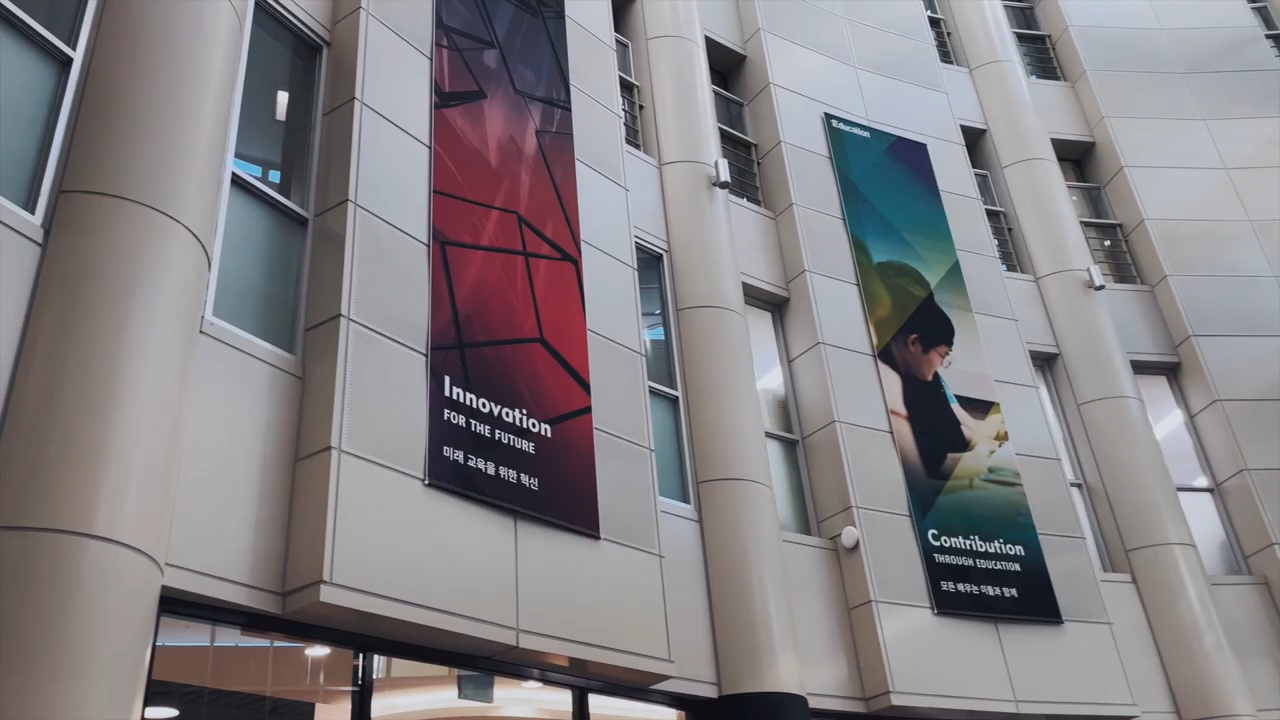 Innovation
FOR THE FUTURE
미래 교육을 위한 혁신
Education
Contribution
THROUGH EDUCATION
모든 배우는 이들과 함께